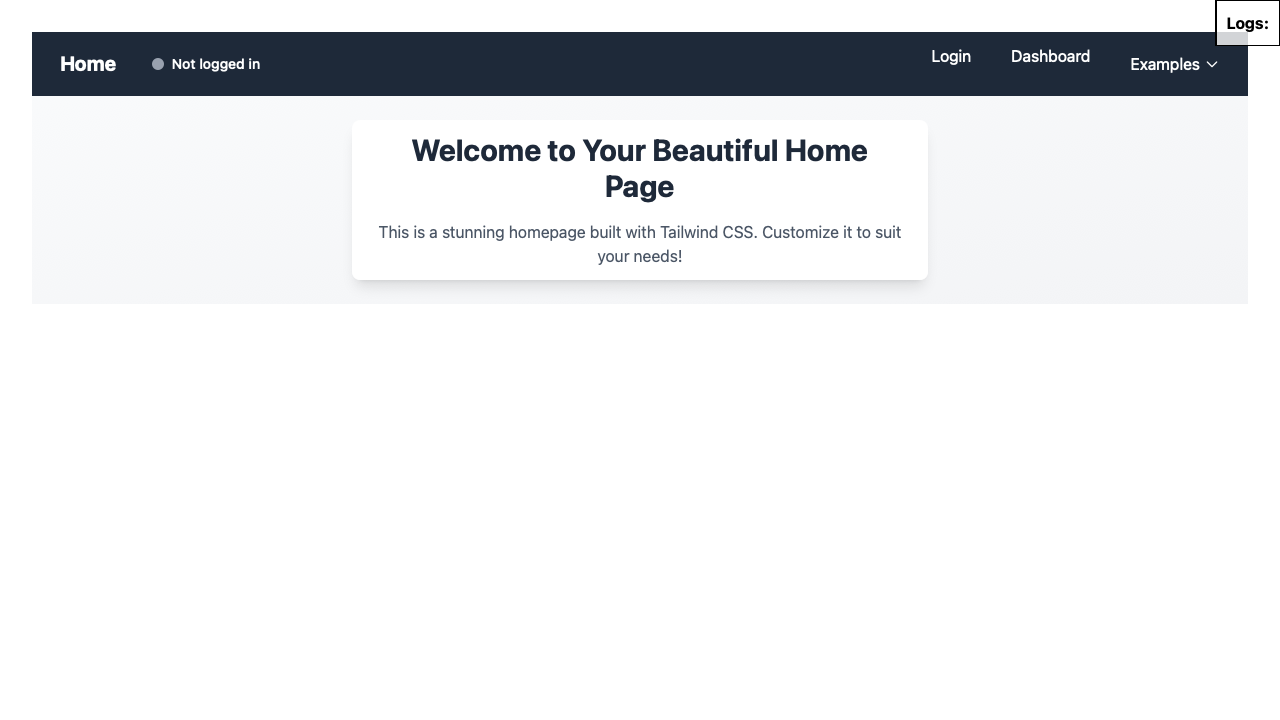 Logs:
Home
Not logged in
Login
Dashboard
Examples
Welcome to Your Beautiful Home
Page
This is a stunning homepage built with Tailwind CSS. Customize it to suit
your needs!